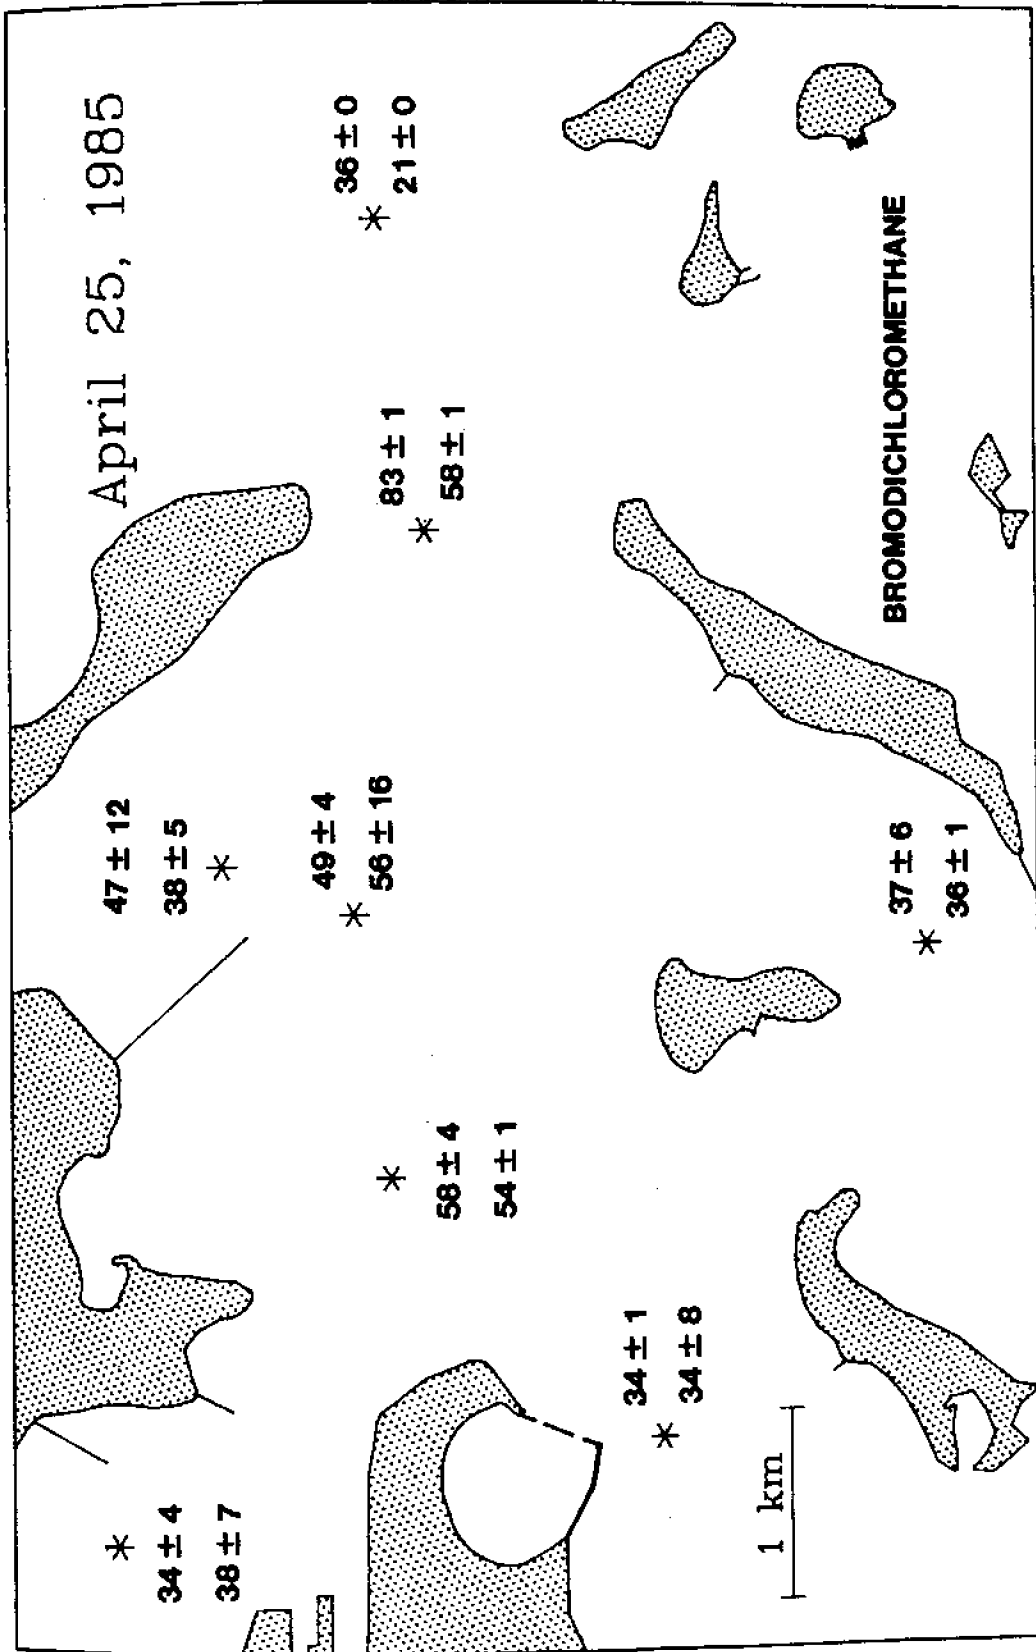 April 25, 1985
34 ± 4
38 ± 7
47 ± 12
38 ± 5
49 ± 4
56 ± 16
36 ± 0
21 ± 0
83 ± 1
58 ± 1
58 ± 4
54 ± 1
34 ± 1
34 ± 8
37 ± 6
36 ± 1
1 km
BROMODICHLOROMETHANE